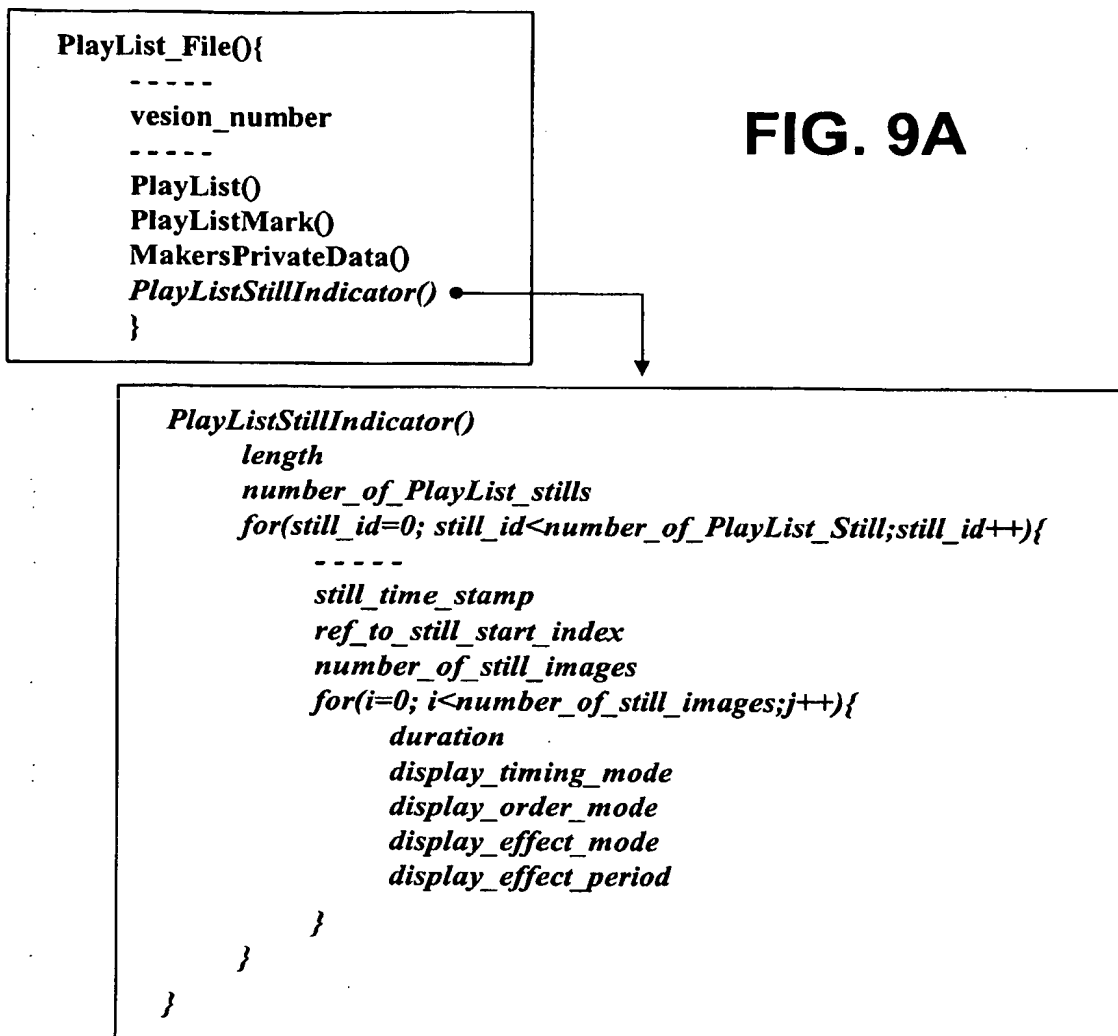 PlayList_File(){
- - - - -
vesion_number
- - - - -
PlayList()
PlayListMark()
MakersPrivateData()
PlayListStillIndicator()
}
FIG. 9A
PlayListStillIndicator()
length
number_of_PlayList_stills
for(still_id=0; still_id<number_of_PlayList_Still;still_id++){
- - - - -
still_time_stamp
ref_to_still_start_index
number_of_still_images
for(i=0; i<number_of_still_images;j++){
duration
display_timing_mode
display_order_mode
display_effect_mode
display_effect_period
}
}
}